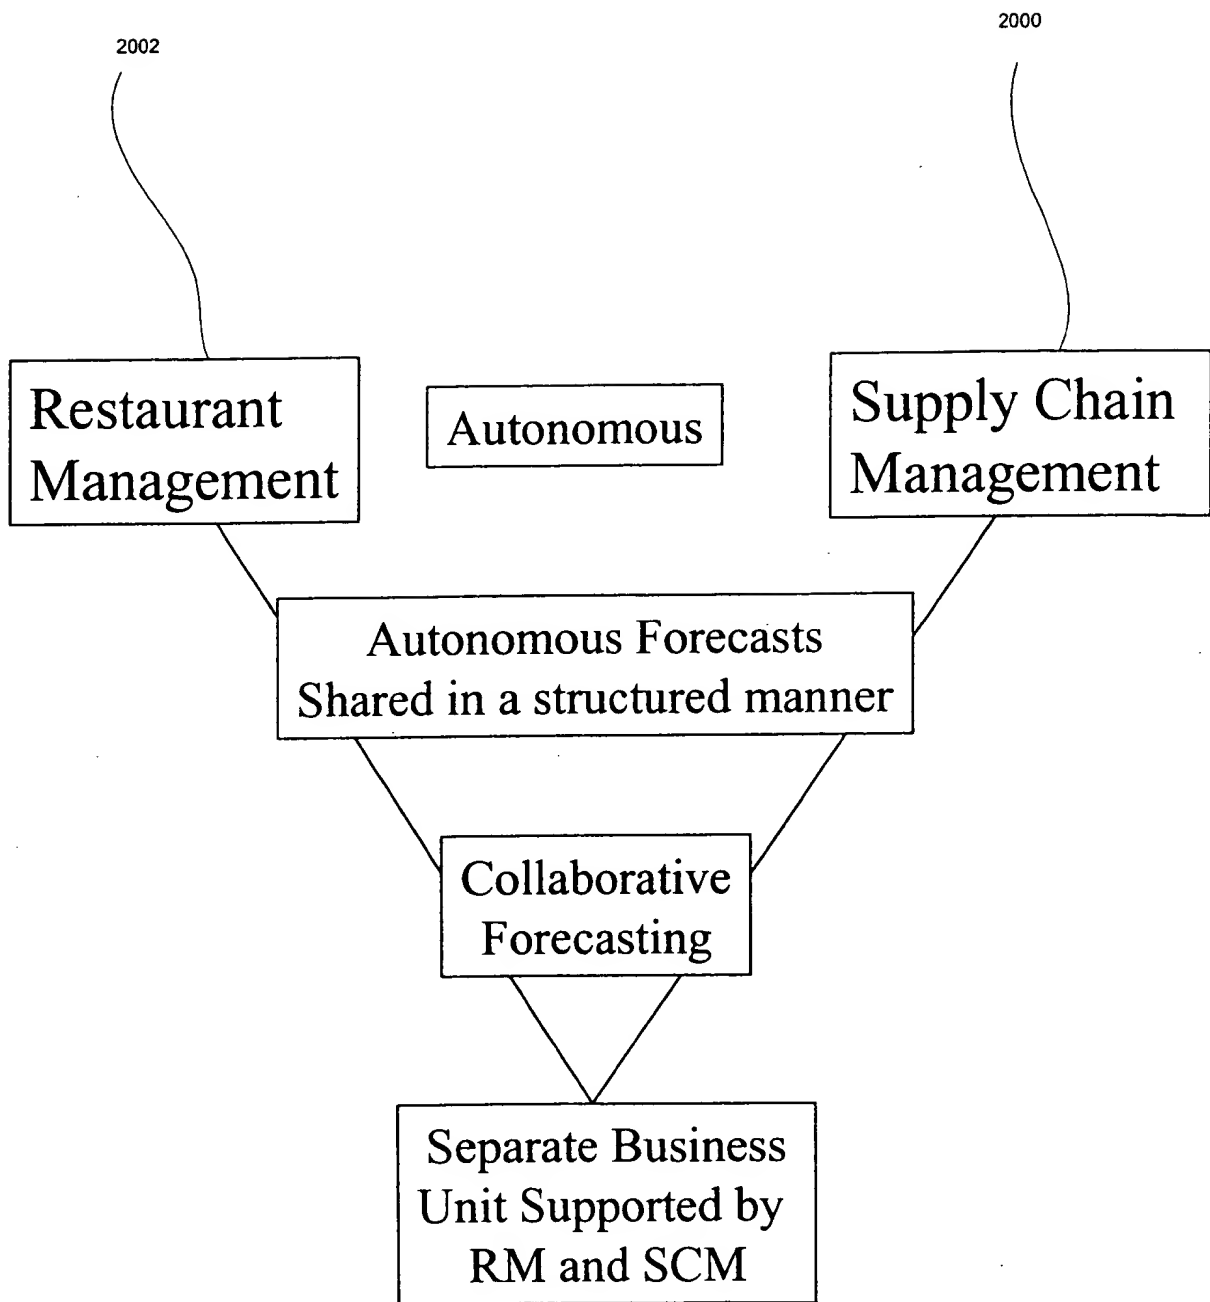 2002
2000
Restaurant
Management
Autonomous
Supply Chain
Management
Autonomous Forecasts
Shared in a structured manner
Collaborative
Forecasting
Separate Business
Unit Supported by
RM and SCM